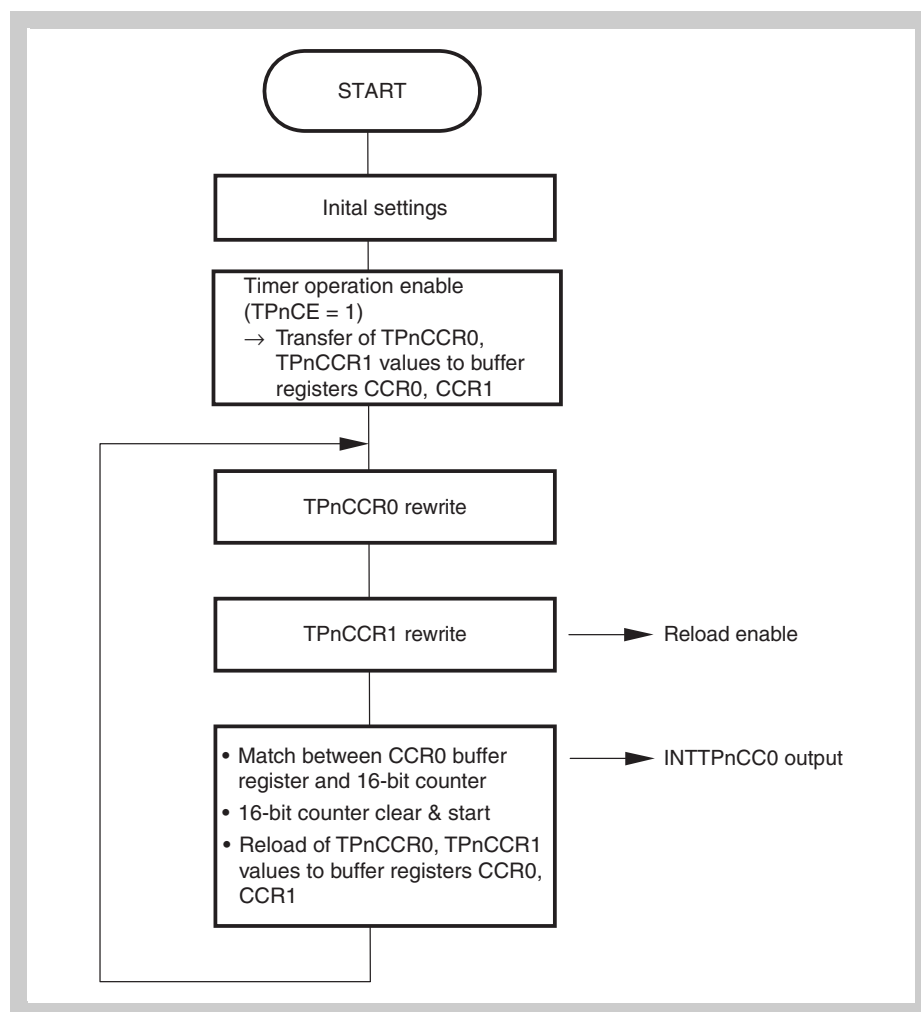 START
Inital settings
Timer operation enable
(TPnCE = 1)
→ Transfer of TPnCCR0,
TPnCCR1 values to buffer
registers CCR0, CCR1
TPnCCR0 rewrite
TPnCCR1 rewrite
Reload enable
• Match between CCR0 buffer
register and 16-bit counter
• 16-bit counter clear & start
• Reload of TPnCCR0, TPnCCR1
values to buffer registers CCR0,
CCR1
INTTPnCC0 output